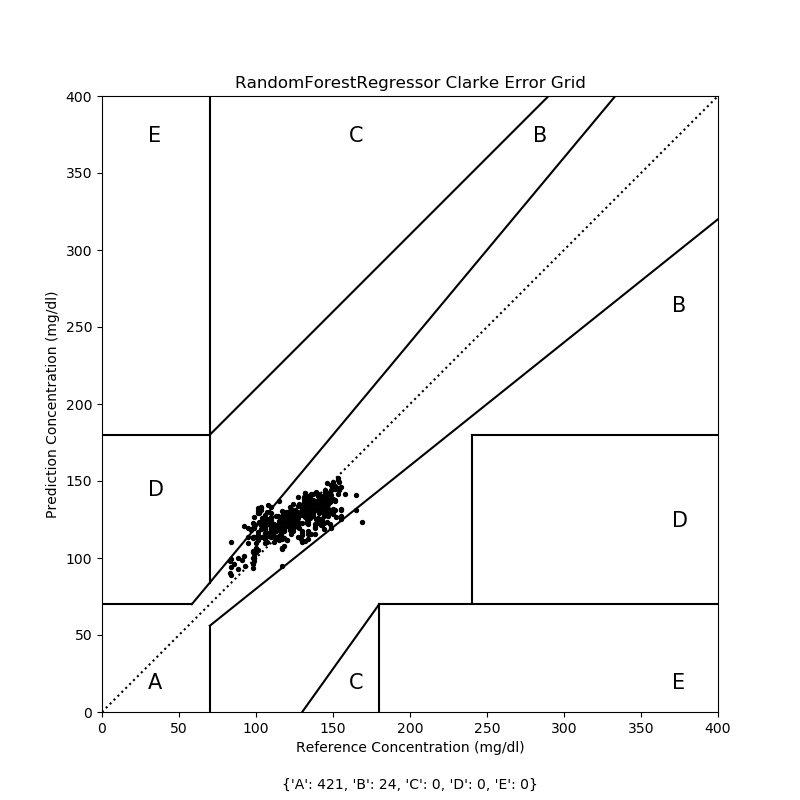 RandomForestRegressor Clarke Error Grid
400
E
C
B
350
300
B
250
200
D
150
D
100
50
A
C
E
0
0 50 100 150 200 250 300 350 400
Prediction Concentration (mg/dl)
Reference Concentration (mg/dl)
{'A': 421, 'B': 24, 'C': 0, 'D': 0, 'E': 0}